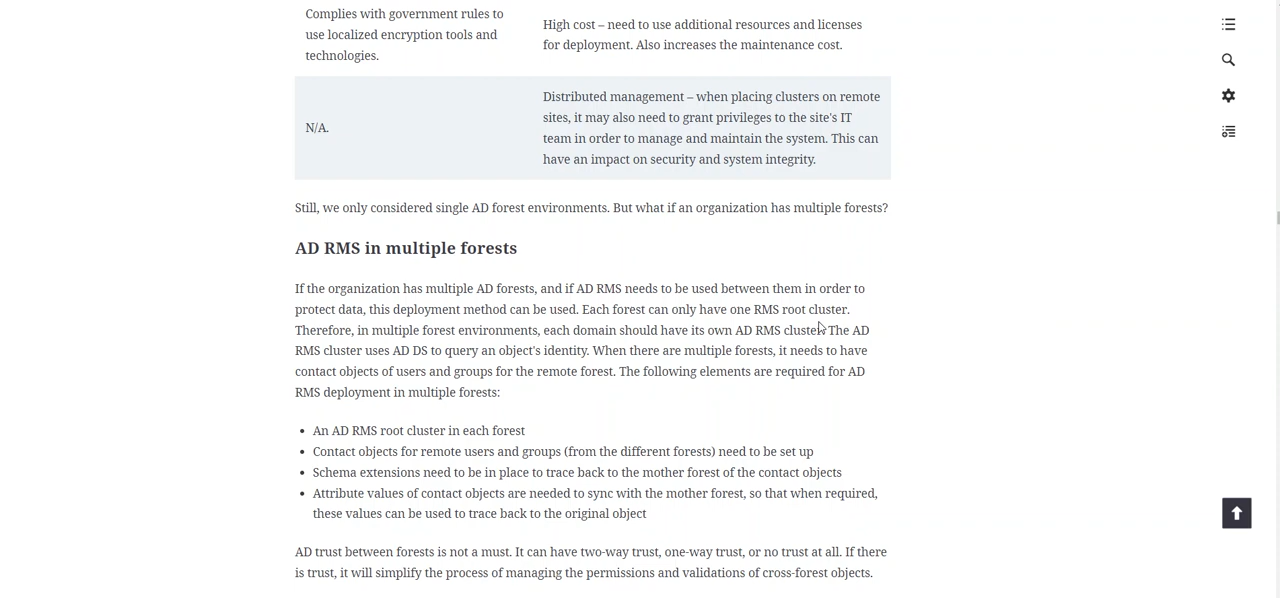 Complies with government rules to
use localized encryption tools and
technologies.
High cost – need to use additional resources and licenses
for deployment. Also increases the maintenance cost.
N/A.
Distributed management – when placing clusters on remote
sites, it may also need to grant privileges to the site's IT
team in order to manage and maintain the system. This can
have an impact on security and system integrity.
Still, we only considered single AD forest environments. But what if an organization has multiple forests?
AD RMS in multiple forests
If the organization has multiple AD forests, and if AD RMS needs to be used between them in order to
protect data, this deployment method can be used. Each forest can only have one RMS root cluster.
Therefore, in multiple forest environments, each domain should have its own AD RMS cluster. The AD
RMS cluster uses AD DS to query an object's identity. When there are multiple forests, it needs to have
contact objects of users and groups for the remote forest. The following elements are required for AD
RMS deployment in multiple forests:
• An AD RMS root cluster in each forest
• Contact objects for remote users and groups (from the different forests) need to be set up
• Schema extensions need to be in place to trace back to the mother forest of the contact objects
• Attribute values of contact objects are needed to sync with the mother forest, so that when required,
these values can be used to trace back to the original object
AD trust between forests is not a must. It can have two-way trust, one-way trust, or no trust at all. If there
is trust, it will simplify the process of managing the permissions and validations of cross-forest objects.